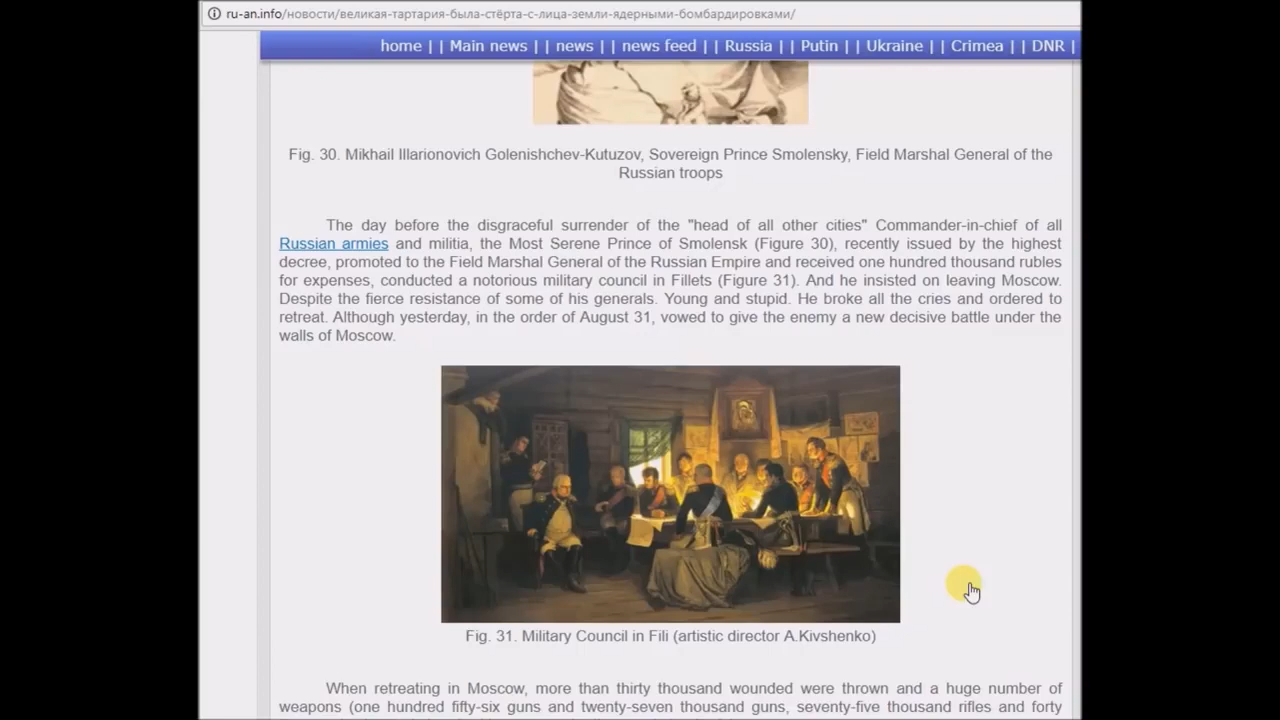 ru-an.info/новости/великая-тартария-была-стёрта-с-лица-земли-ядерными-бомбардировками/
home | | Main news | | news | | news feed | | Russia | | Putin | | Ukraine | | Crimea | | DNR |
Fig. 30. Mikhail Illarionovich Golenishchev-Kutuzov, Sovereign Prince Smolensky, Field Marshal General of the
Russian troops
The day before the disgraceful surrender of the "head of all other cities" Commander-in-chief of all
Russian armies and militia, the Most Serene Prince of Smolensk (Figure 30), recently issued by the highest
decree, promoted to the Field Marshal General of the Russian Empire and received one hundred thousand rubles
for expenses, conducted a notorious military council in Fillets (Figure 31). And he insisted on leaving Moscow.
Despite the fierce resistance of some of his generals. Young and stupid. He broke all the cries and ordered to
retreat. Although yesterday, in the order of August 31, vowed to give the enemy a new decisive battle under the
walls of Moscow.
Fig. 31. Military Council in Fili (artistic director A.Kivshenko)
When retreating in Moscow, more than thirty thousand wounded were thrown and a huge number of
weapons (one hundred fifty-six guns and twenty-seven thousand guns, seventy-five thousand rifles and forty